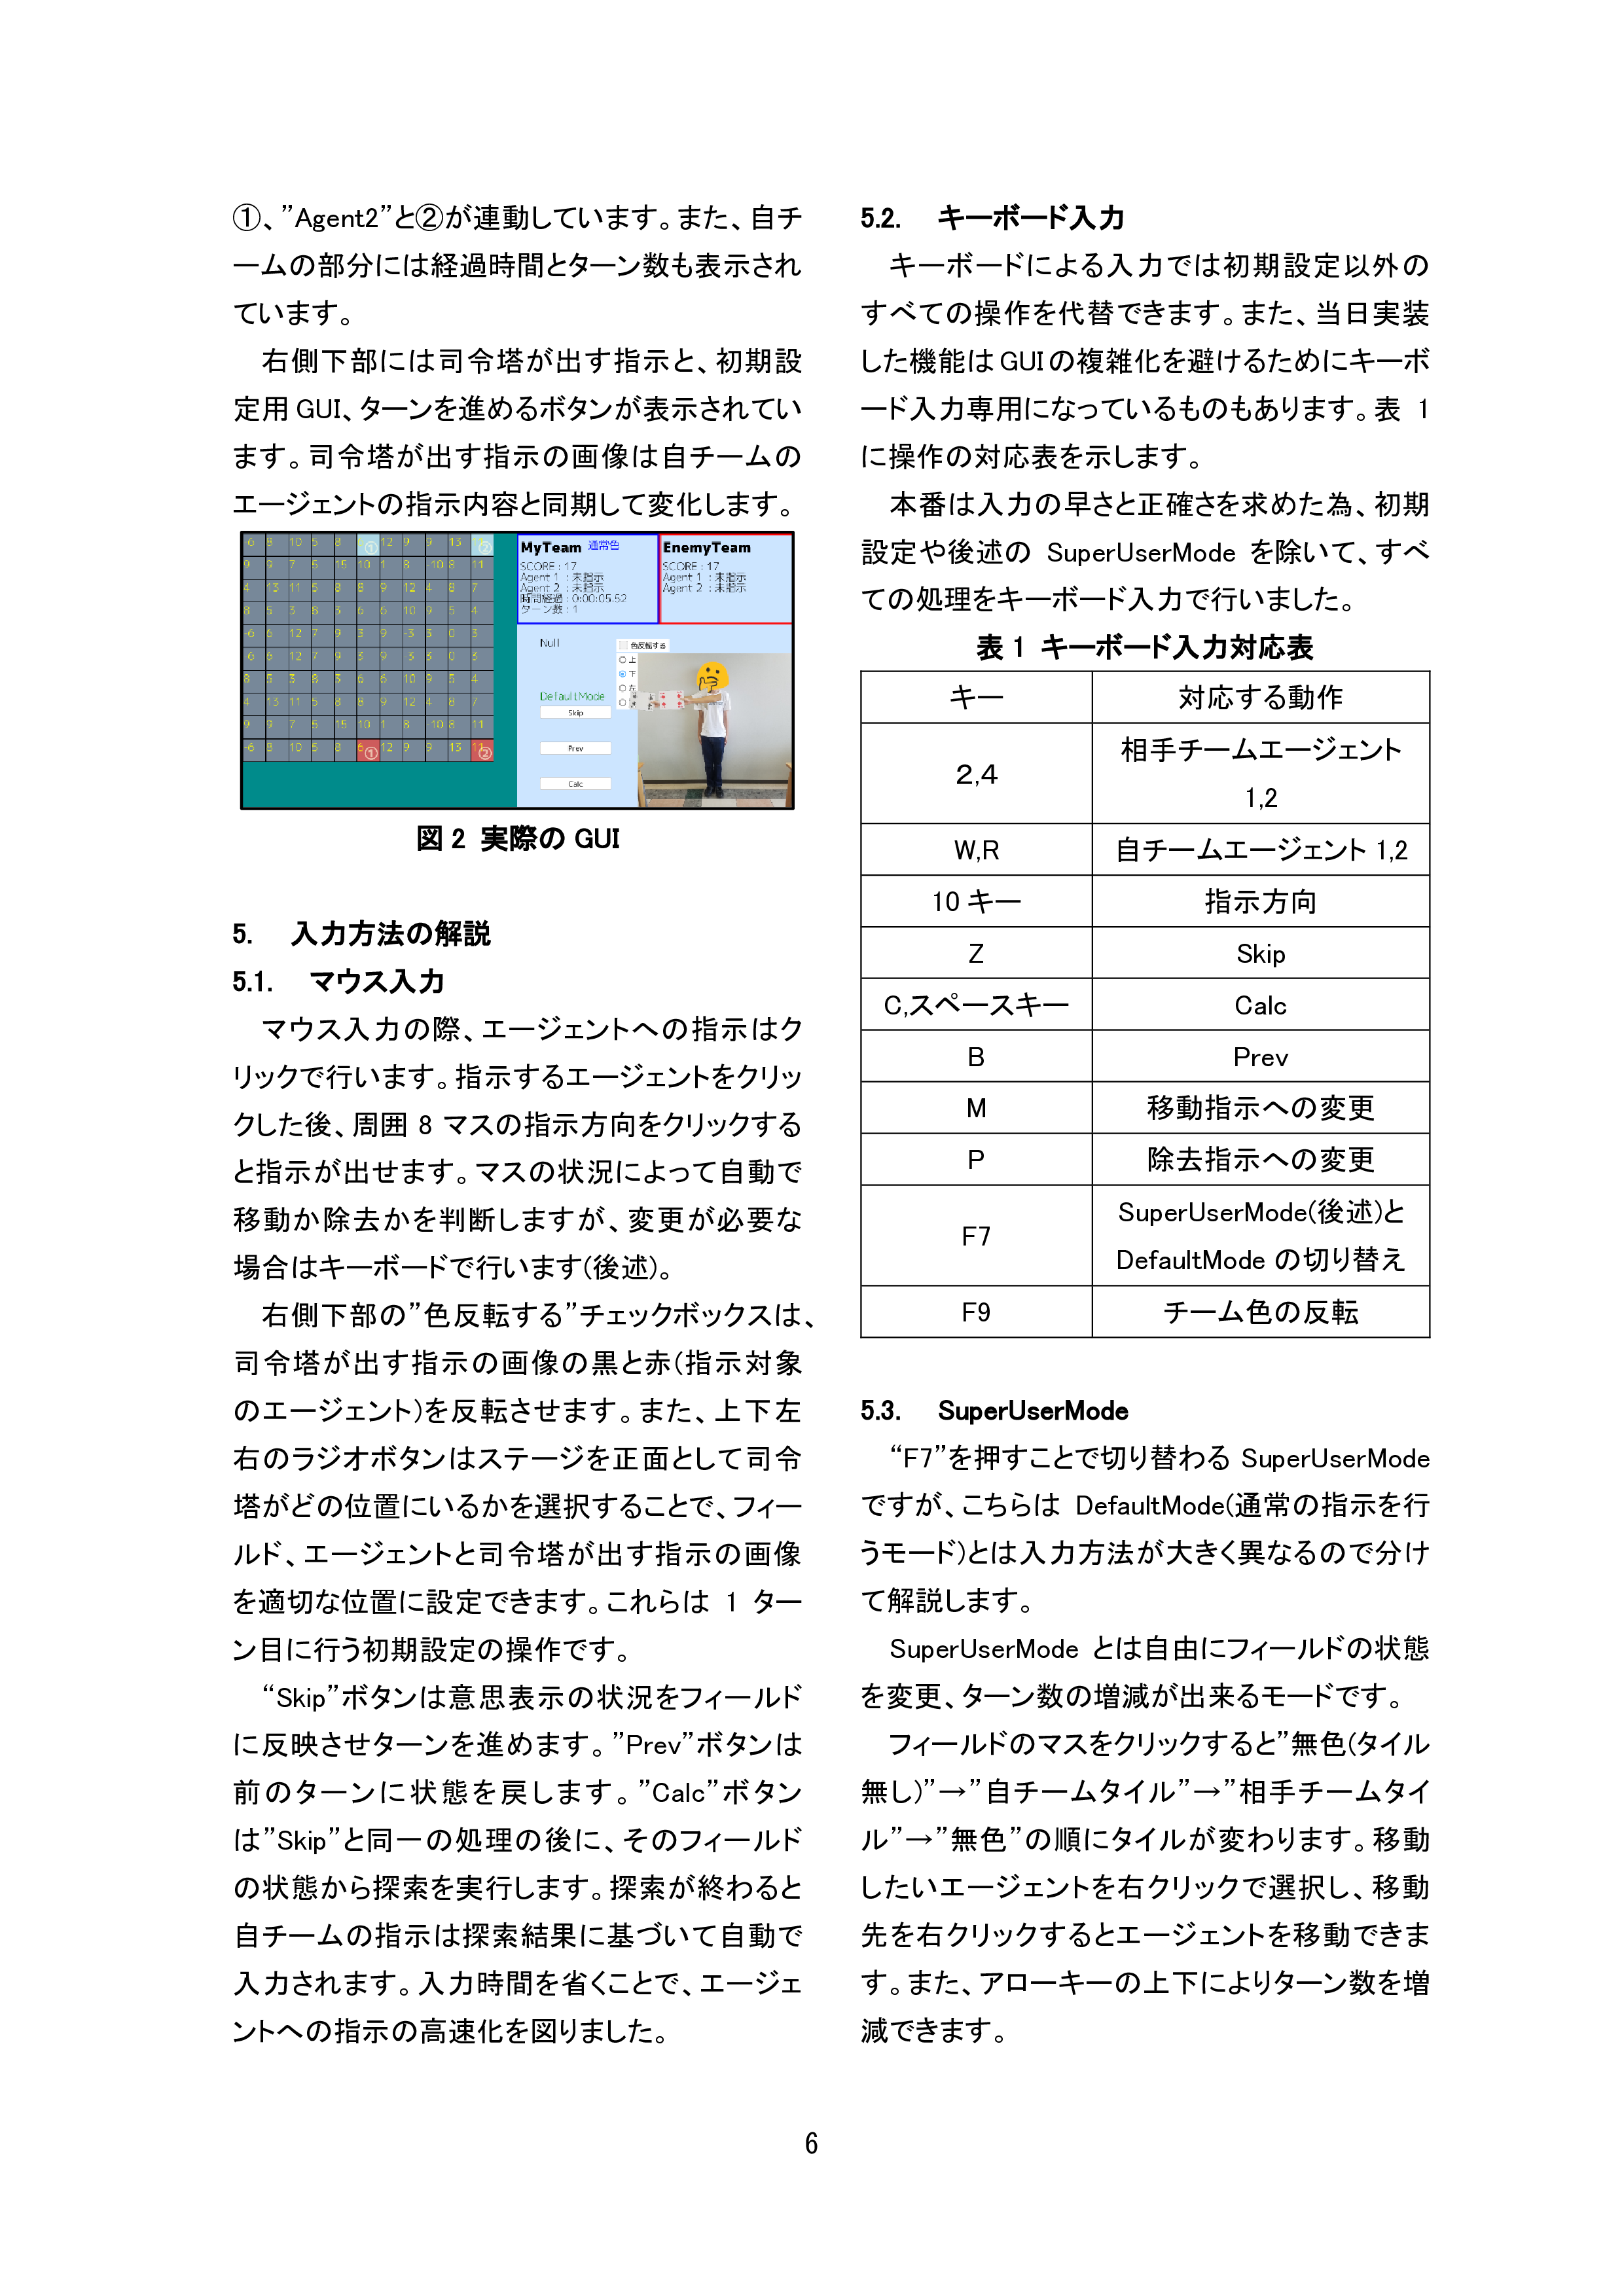 ①、”Agent2”と②が連動しています。また、自チ
ームの部分には経過時間とターン数も表示され
ています。
右側下部には司令塔が出す指示と、初期設
定用 GUI、ターンを進めるボタンが表示されてい
ます。司令塔が出す指示の画像は自チームの
エージェントの指示内容と同期して変化します。
MyTeam 通常色
SCORE : 17
Agent 1 : 未指示
Agent 2 : 未指示
時間経過 : 0:00:05.52
ターン数 : 1
EnemyTeam
SCORE : 17
Agent 1 : 未指示
Agent 2 : 未指示
Null
色反転する
上
下
左
DefaultMode
Skip
Prev
Calc
図 2 実際の GUI
5. 入力方法の解説
5.1. マウス入力
マウス入力の際、エージェントへの指示はク
リックで行います。指示するエージェントをクリッ
クした後、周囲 8 マスの指示方向をクリックする
と指示が出せます。マスの状況によって自動で
移動か除去かを判断しますが、変更が必要な
場合はキーボードで行います(後述)。
右側下部の”色反転する”チェックボックスは、
司令塔が出す指示の画像の黒と赤(指示対象
のエージェント)を反転させます。また、上下左
右のラジオボタンはステージを正面として司令
塔がどの位置にいるかを選択することで、フィー
ルド、エージェントと司令塔が出す指示の画像
を適切な位置に設定できます。これらは 1 ター
ン目に行う初期設定の操作です。
“Skip”ボタンは意思表示の状況をフィールド
に反映させターンを進めます。”Prev”ボタンは
前のターンに状態を戻します。”Calc”ボタン
は”Skip”と同一の処理の後に、そのフィールド
の状態から探索を実行します。探索が終わると
自チームの指示は探索結果に基づいて自動で
入力されます。入力時間を省くことで、エージェ
ントへの指示の高速化を図りました。
5.2. キーボード入力
キーボードによる入力では初期設定以外の
すべての操作を代替できます。また、当日実装
した機能は GUI の複雑化を避けるためにキーボ
ード入力専用になっているものもあります。表 1
に操作の対応表を示します。
本番は入力の早さと正確さを求めた為、初期
設定や後述の SuperUserMode を除いて、すべ
ての処理をキーボード入力で行いました。
表 1 キーボード入力対応表
キー 対応する動作
2,4 相手チームエージェント
1,2
W,R 自チームエージェント 1,2
10 キー 指示方向
Z Skip
C,スペースキー Calc
B Prev
M 移動指示への変更
P 除去指示への変更
F7 SuperUserMode(後述)と
DefaultMode の切り替え
F9 チーム色の反転
5.3. SuperUserMode
“F7”を押すことで切り替わる SuperUserMode
ですが、こちらは DefaultMode(通常の指示を行
うモード)とは入力方法が大きく異なるので分け
て解説します。
SuperUserMode とは自由にフィールドの状態
を変更、ターン数の増減が出来るモードです。
フィールドのマスをクリックすると”無色(タイル
無し)”→”自チームタイル”→”相手チームタイ
ル”→”無色”の順にタイルが変わります。移動
したいエージェントを右クリックで選択し、移動
先を右クリックするとエージェントを移動できま
す。また、アローキーの上下によりターン数を増
減できます。
6